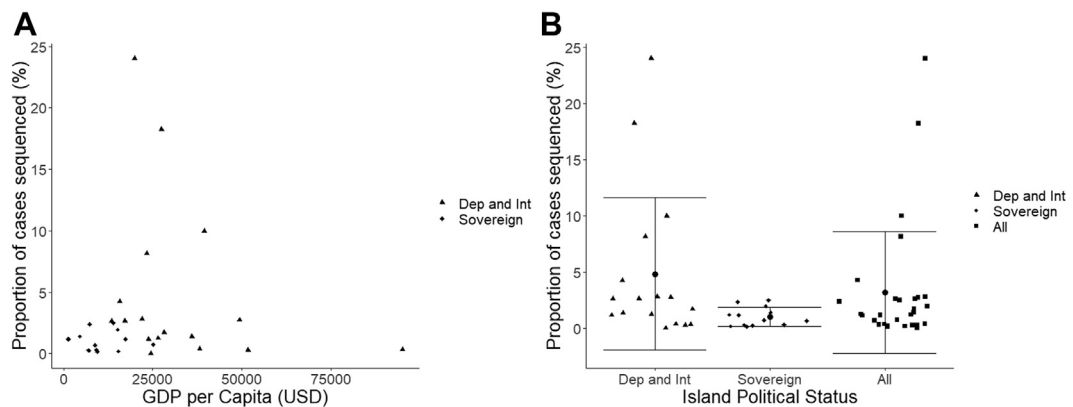 A
Proportion of cases sequenced (%)
25
20
15
10
5
0
0 25000 50000 75000
GDP per Capita (USD)
Dep and Int
Sovereign
B
Proportion of cases sequenced (%)
25
20
15
10
5
0
Dep and Int Sovereign All
Island Political Status
Dep and Int
Sovereign
All